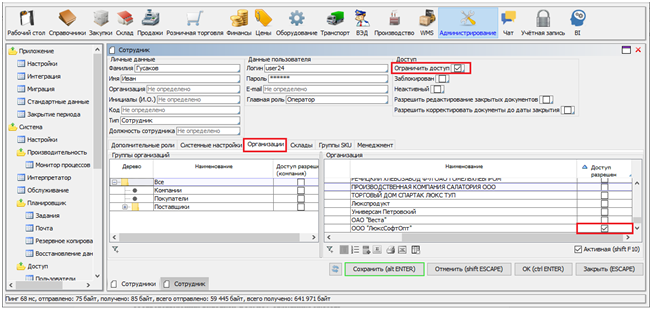 Рабочий стол Справочники Закупки Склад Продажи Розничная торговля Финансы Цены Оборудование Транспорт ВЭД Производство WMS Администрирование Чат Учётная запись BI
Приложение
Настройки
Интеграция
Миграция
Стандартные данные
Закрытие периода
Система
Настройки
Производительность
Монитор процессов
Интерпретатор
Обслуживание
Планировщик
Задания
Почта
Резервное копирова
Восстановление дан
Доступ
Пользователи
Сотрудник
Личные данные
Фамилия Гусаков
Имя Иван
Организация Не определено
Инициалы (И.О.) Не определено
Код Не определено
Тип Сотрудник
Должность сотрудника Не определено
Данные пользователя
Логин user24
Пароль ******
E-mail Не определено
Главная роль Оператор
Доступ
Ограничить доступ
Заблокирован
Неактивный
Разрешить редактирование закрытых документов
Разрешить корректировать документы до даты закрытия
Дополнительные роли Системные настройки Организации Склады Группы SKU Менеджмент
Группы организаций
Дерево Наименование Доступ разрешен (компания)
Все
Компании
Покупатели
Поставщики
Организация
Наименование Доступ разрешен
ПРОИЗВОДСТВЕННАЯ КОМПАНИЯ САЛАТОРИЯ ООО
ТОРГОВЫЙ ДОМ СПАРТАК ЛЮКС ТУП
Люкспродукт
Универсам Петровский
ОАО "Веста"
ООО "ЛюксСофтОпт"
Активная (shift F10)
Сохранить (alt ENTER) Отменить (shift ESCAPE) OK (ctrl ENTER) Закрыть (ESCAPE)
Сотрудники Сотрудник
Пинг 68 мс, отправлено: 75 байт, получено: 85 байт, всего отправлено: 59 445 байт, всего получено: 641 971 байт